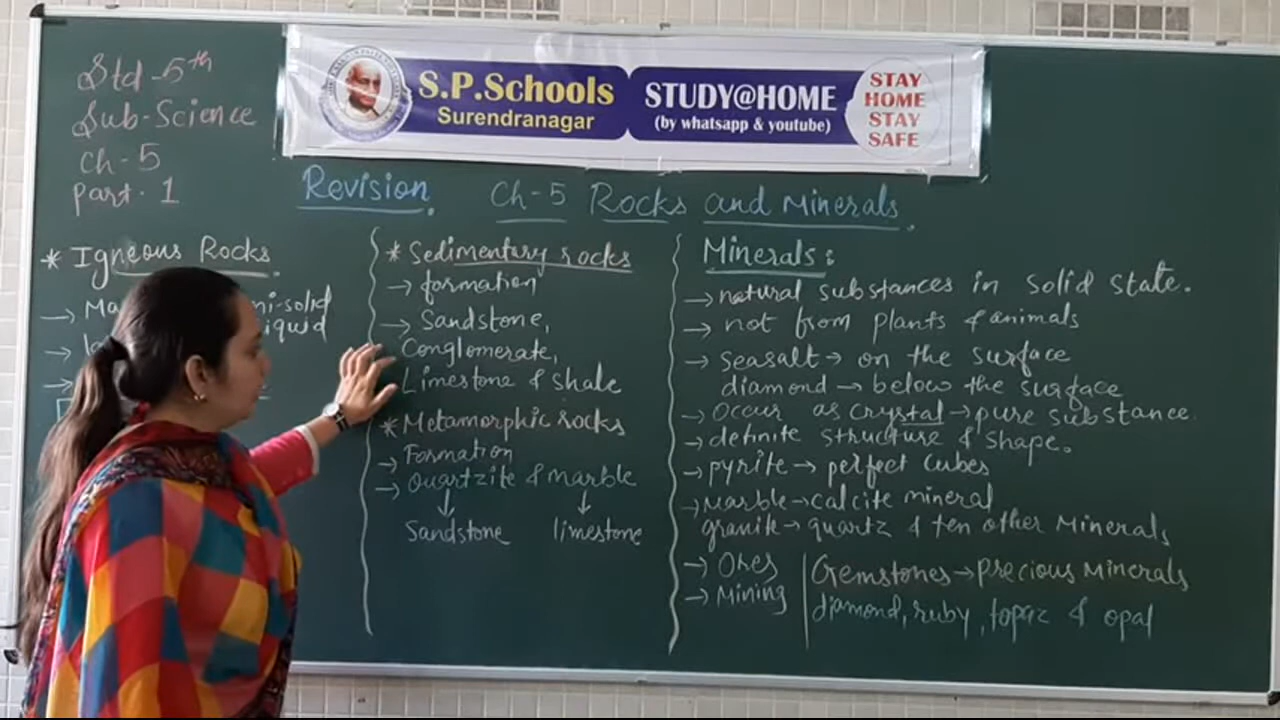 Std-5th
Sub-Science
Ch-5
Part-1
S.P.Schools
Surendranagar
STUDY@HOME
(by whatsapp & youtube)
STAY
HOME
STAY
SAFE
Revision. Ch-5 Rocks and Minerals.
* Igneous Rocks.
→ Ma
solid
liquid
→
→
* Sedimentary rocks
→ formation
→ Sandstone,
Conglomerate,
Limestone & shale
* Metamorphic rocks
→ Formation
→ Quartzite & marble
↓ ↓
Sandstone limestone
Minerals:
→ natural substances in solid state.
→ not from plants & animals
→ seasalt → on the surface
diamond → below the surface
→ Occur as crystal → pure substance.
→ definite structure & shape.
→ pyrite → perfect cubes
→ Marble → calcite mineral
granite → quartz & ten other Minerals,
→ Ores
→ Mining
Gemstones → precious Minerals
diamond, ruby, topaz & opal